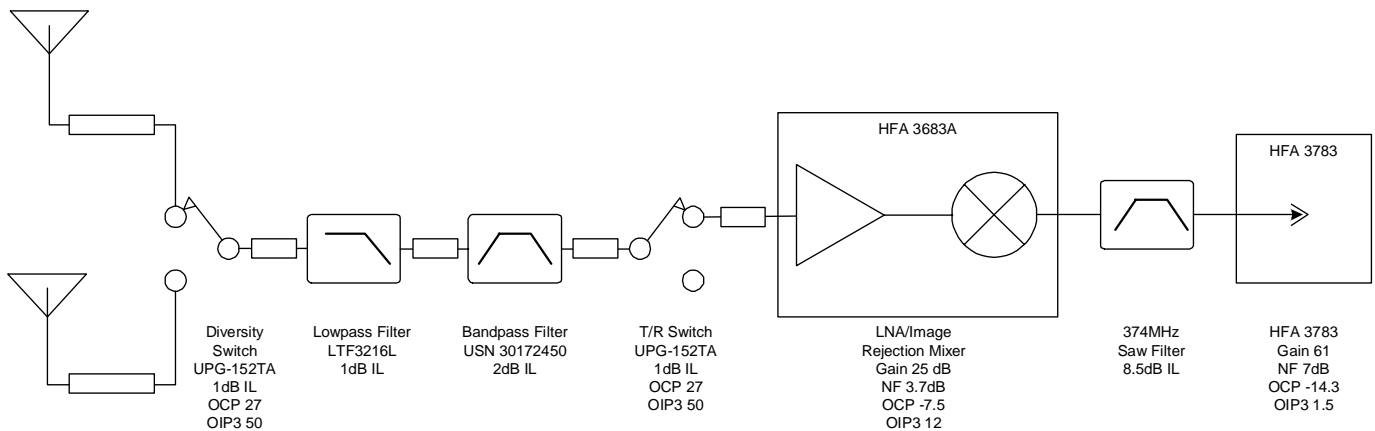 HFA 3683A
HFA 3783
Diversity
Switch
UPG-152TA
1dB IL
OCP 27
OIP3 50
Lowpass Filter
LTF3216L
1dB IL
Bandpass Filter
USN 30172450
2dB IL
T/R Switch
UPG-152TA
1dB IL
OCP 27
OIP3 50
LNA/Image
Rejection Mixer
Gain 25 dB
NF 3.7dB
OCP -7.5
OIP3 12
374MHz
Saw Filter
8.5dB IL
HFA 3783
Gain 61
NF 7dB
OCP -14.3
OIP3 1.5